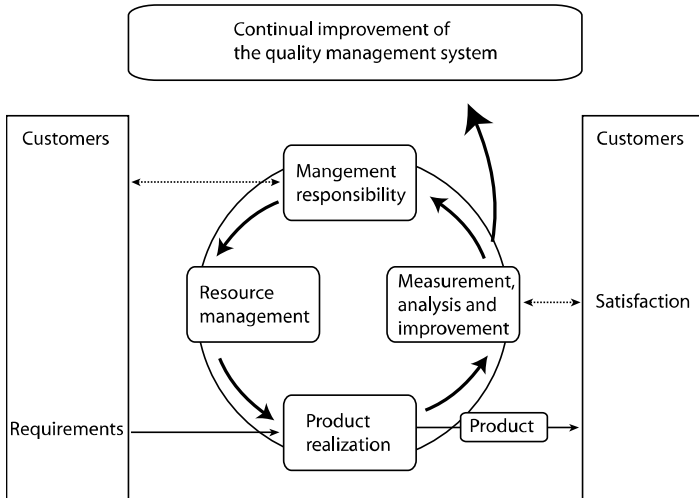 Continual improvement of
the quality management system
Customers
Customers
Mangement
responsibility
Resource
management
Measurement,
analysis and
improvement
Satisfaction
Requirements
Product
realization
Product